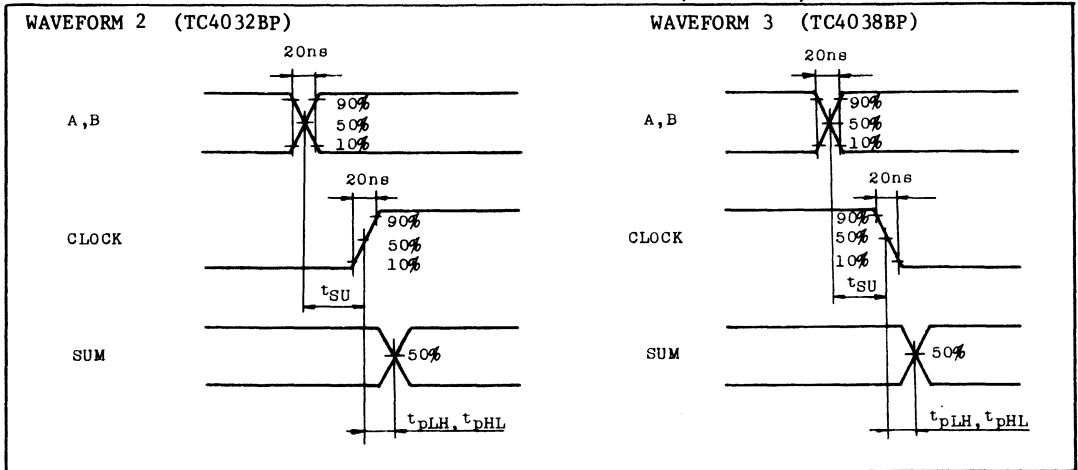 WAVEFORM 2 (TC4032BP)
20ns
A,B
90%
50%
10%
20ns
CLOCK
90%
50%
10%
tSU
SUM
50%
tpLH, tpHL
WAVEFORM 3 (TC4038BP)
20ns
A,B
90%
50%
10%
20ns
CLOCK
90%
50%
10%
tSU
SUM
50%
tpLH, tpHL